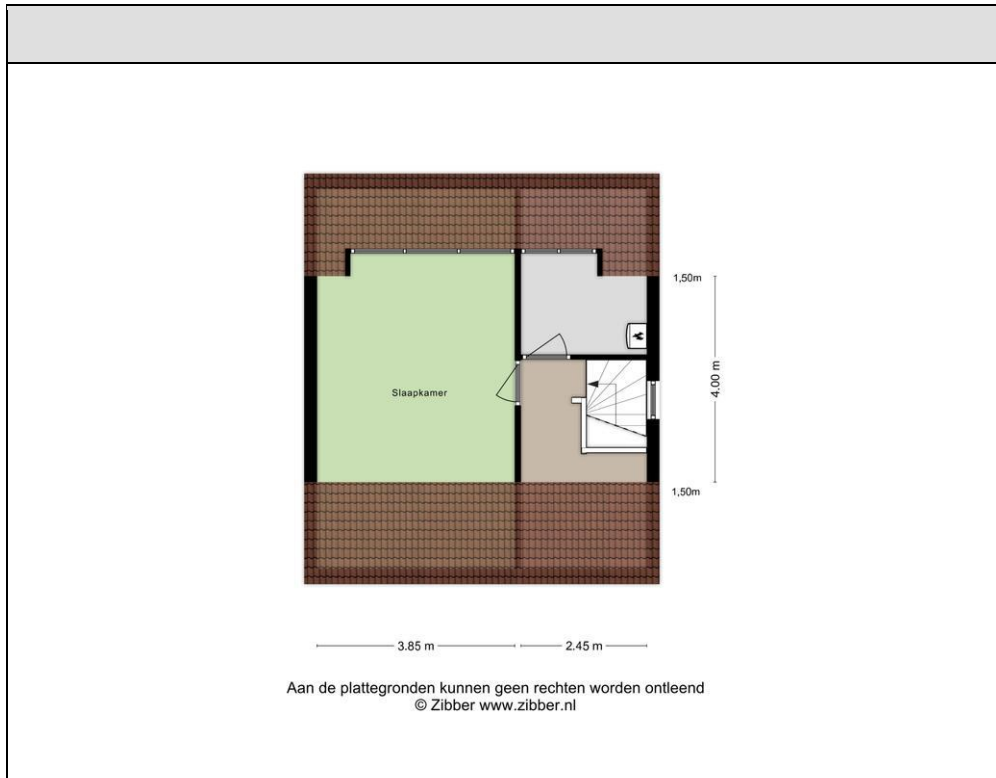 1,50m
Slaapkamer
4.00 m
1,50m
3.85 m
2.45 m
Aan de plattegronden kunnen geen rechten worden ontleend
© Zibber www.zibber.nl